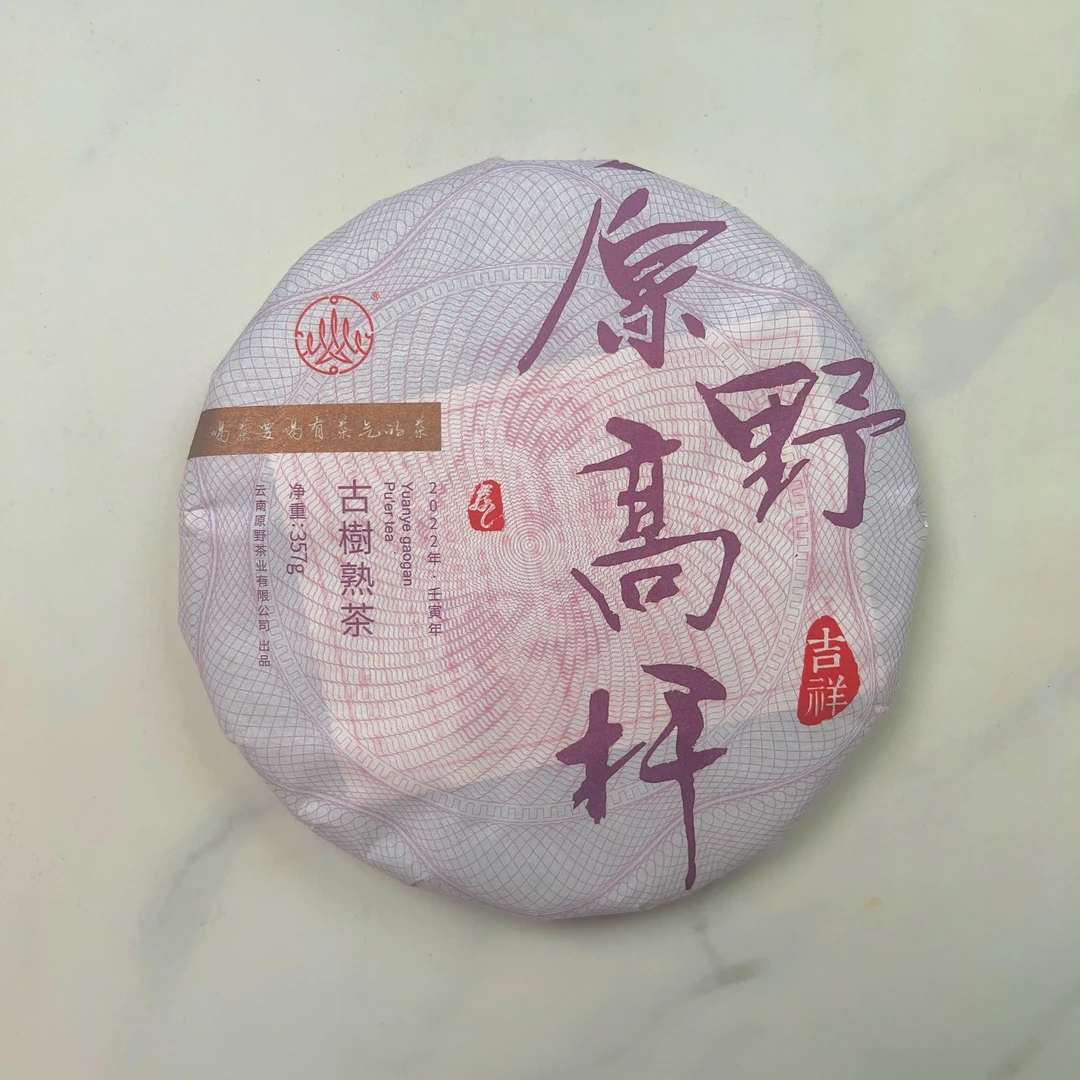 原野高杆
吉祥
®
喝茶要喝有茶气的茶
2022年·壬寅年
Yuanye gaogan
Pu'er tea
古樹熟茶
净重:357g
云南原野茶业有限公司 出品